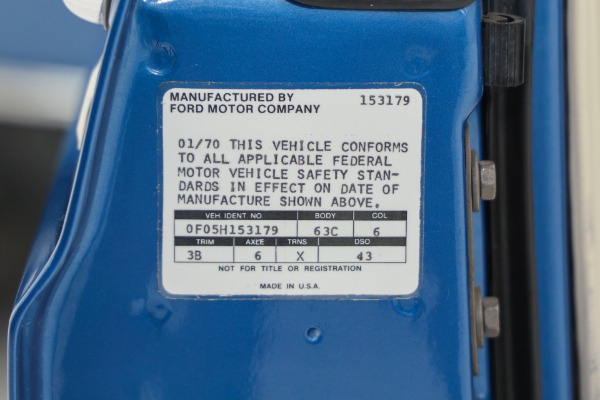 MANUFACTURED BY 153179
FORD MOTOR COMPANY
01/70 THIS VEHICLE CONFORMS
TO ALL APPLICABLE FEDERAL
MOTOR VEHICLE SAFETY STAN-
DARDS IN EFFECT ON DATE OF
MANUFACTURE SHOWN ABOVE.
VEH IDENT NO BODY COL
0F05H153179 63C 6
TRIM AXLE TRNS DSO
3B 6 X 43
NOT FOR TITLE OR REGISTRATION
MADE IN U.S.A.